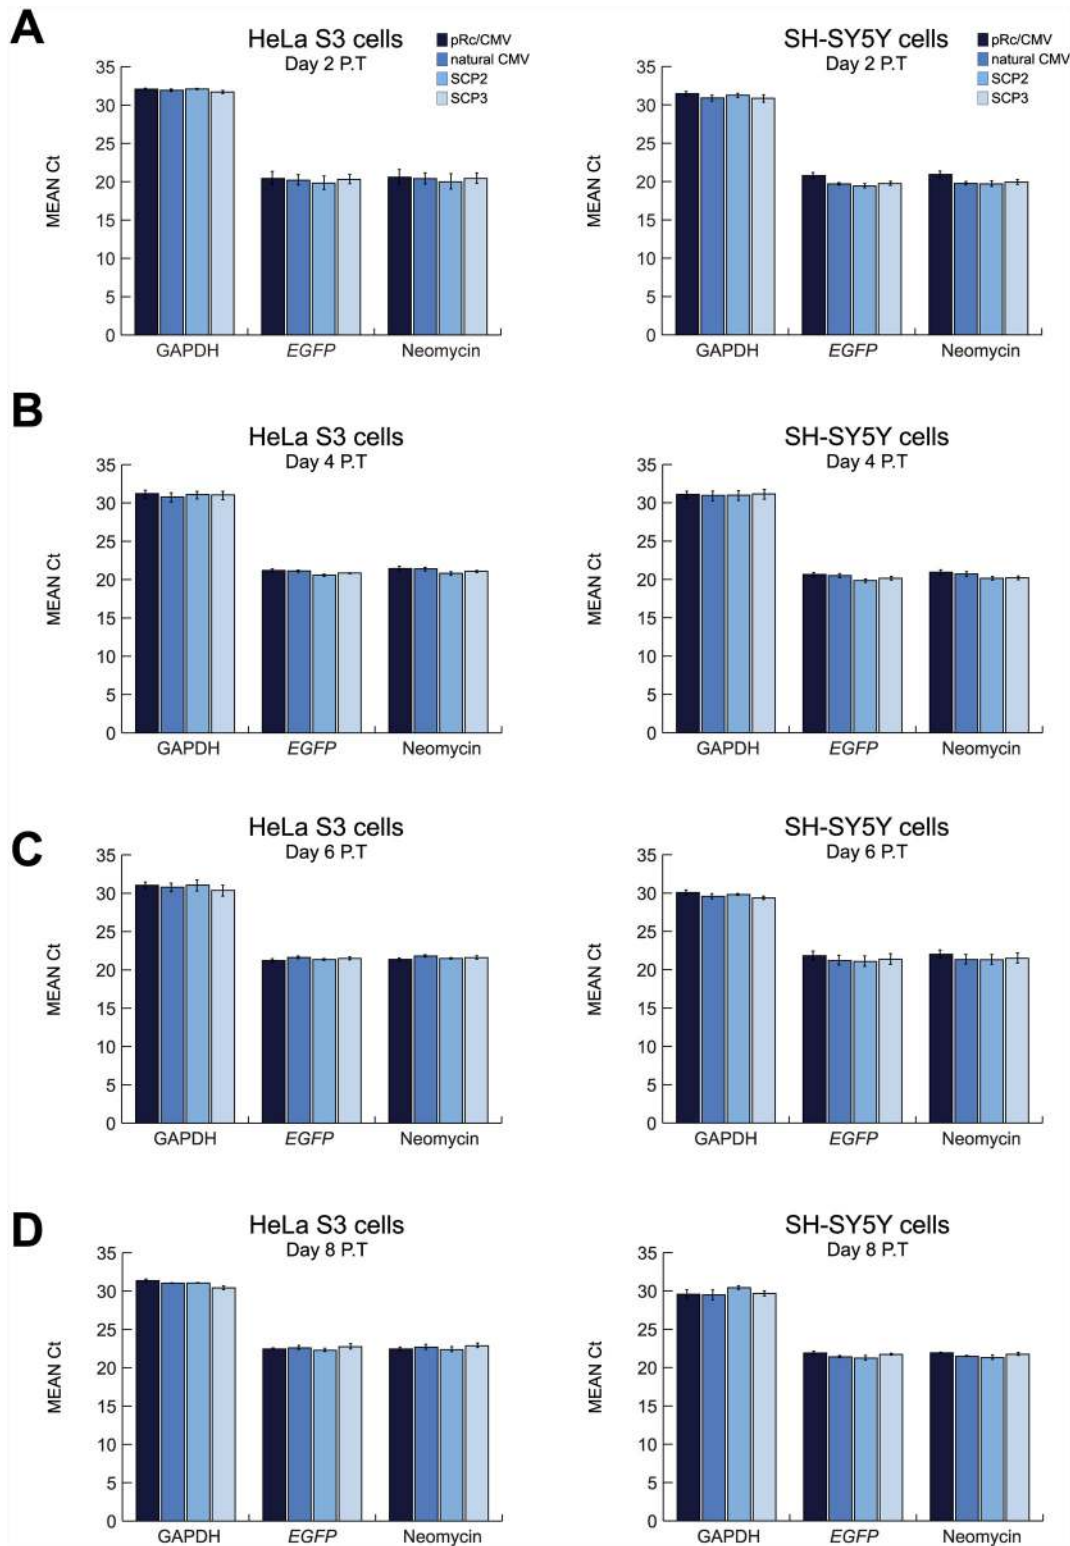 A
HeLa S3 cells
Day 2 P.T
pRc/CMV
natural CMV
SCP2
SCP3
MEAN Ct
35
30
25
20
15
10
5
0
GAPDH EGFP Neomycin
SH-SY5Y cells
Day 2 P.T
pRc/CMV
natural CMV
SCP2
SCP3
MEAN Ct
35
30
25
20
15
10
5
0
GAPDH EGFP Neomycin
B
HeLa S3 cells
Day 4 P.T
MEAN Ct
35
30
25
20
15
10
5
0
GAPDH EGFP Neomycin
SH-SY5Y cells
Day 4 P.T
MEAN Ct
35
30
25
20
15
10
5
0
GAPDH EGFP Neomycin
C
HeLa S3 cells
Day 6 P.T
MEAN Ct
35
30
25
20
15
10
5
0
GAPDH EGFP Neomycin
SH-SY5Y cells
Day 6 P.T
MEAN Ct
35
30
25
20
15
10
5
0
GAPDH EGFP Neomycin
D
HeLa S3 cells
Day 8 P.T
MEAN Ct
35
30
25
20
15
10
5
0
GAPDH EGFP Neomycin
SH-SY5Y cells
Day 8 P.T
MEAN Ct
35
30
25
20
15
10
5
0
GAPDH EGFP Neomycin